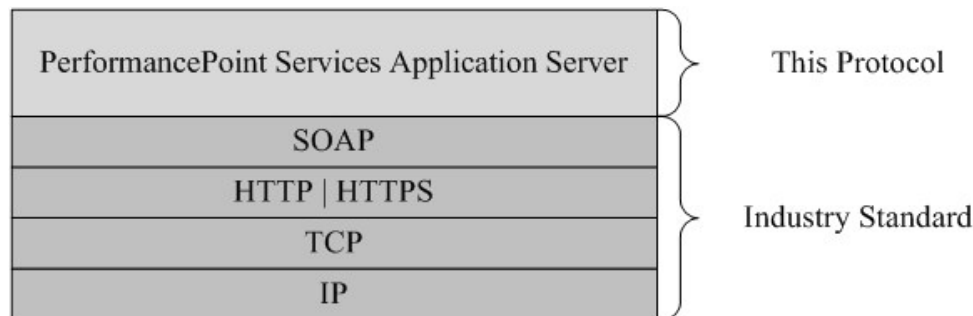 PerformancePoint Services Application Server
This Protocol
SOAP
HTTP | HTTPS
TCP
IP
Industry Standard